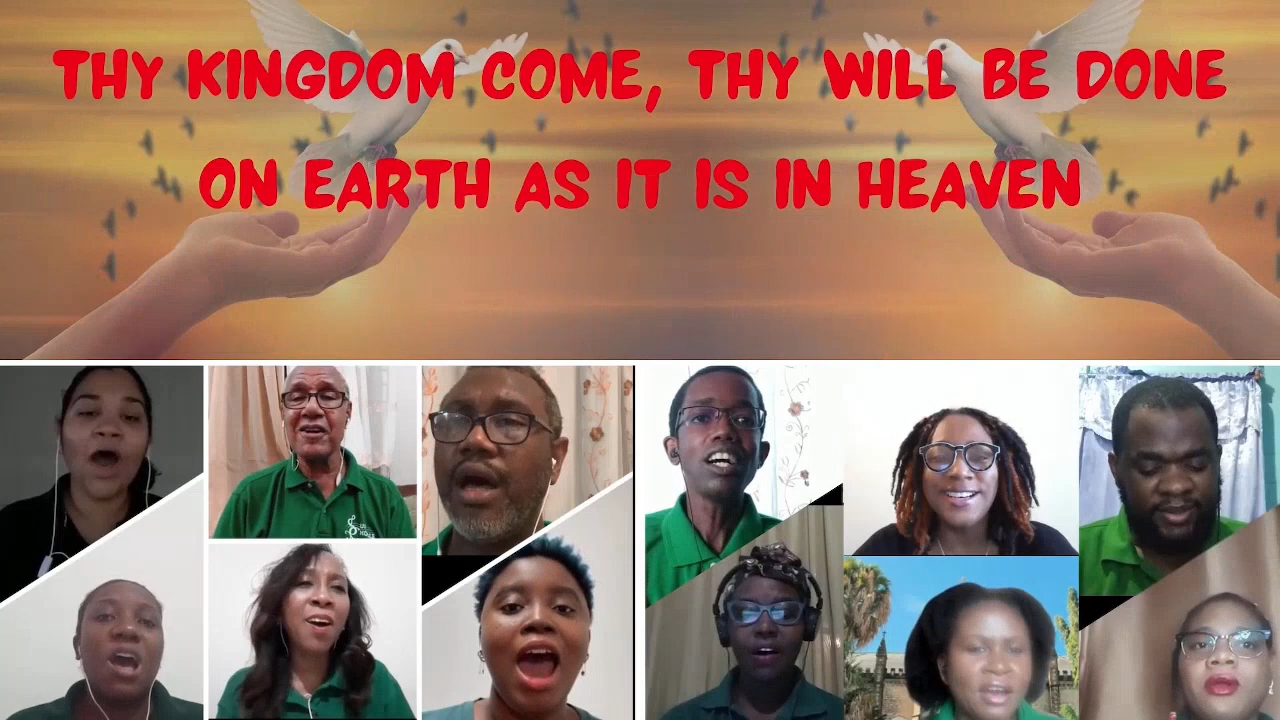 THY KINGDOM COME, THY WILL BE DONE
ON EARTH AS IT IS IN HEAVEN